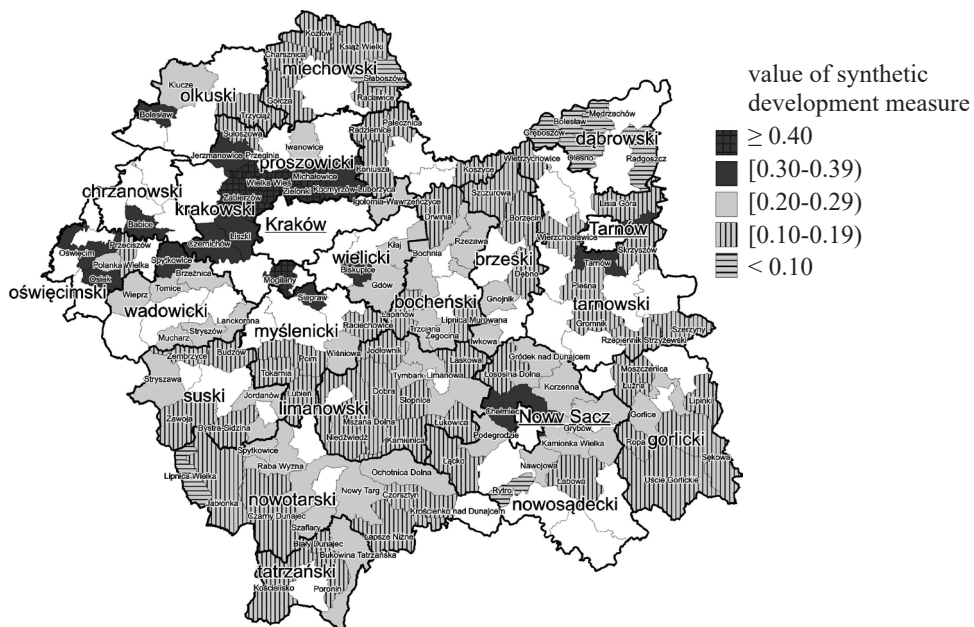 value of synthetic
development measure
≥ 0.40
[0.30-0.39)
[0.20-0.29)
[0.10-0.19)
< 0.10
Kozłów
Książ Wielki
Charsznica
miechowski
Słaboszów
Klucze
olkuski
Gołcza
Racławice
Bolesław
Trzyciąż
Pałecznica
Mędrzechów
Bolesław
Sułoszowa
Radziemice
Gręboszów
dąbrowski
Iwanowice
Jerzmanowice Przeginia
proszowicki
Koniusza
Wietrzychowice
Olesno
Radgoszcz
Koszyce
Michałowice
Wielka Wieś
Zielonki
Kocmyrzów-Luborzyca
chrzanowski
Zabierzów
Szczurowa
Lisia Góra
krakowski
Igołomia-Wawrzeńczyce
Borzęcin
Babice
Kraków
Drwinia
Tarnów
Liszki
Wierzchosławice
Czernichów
Rzezawa
Skrzyszów
Oświęcim
Przeciszów
Kłaj
wielicki
Bochnia
brzeski
Tarnów
Polanka Wielka
Spytkowice
Biskupice
Mogilany
Dębno
Osiek
Brzeźnica
Gdów
Pleśna
oświęcimski
Tomice
Wieprz
Siepraw
bocheński
Gnojnik
tarnowski
wadowicki
Łapanów
Lanckorona
Lipnica Murowana
Gromnik
Stryszów
myślenicki
Raciechowice
Trzciana
Żegocina
Szerzyny
Mucharz
Iwkowa
Rzepiennik Strzyżewski
Budzów
Wiśniowa
Jodłownik
Laskowa
Gródek nad Dunajcem
Zembrzyce
Pcim
Łososina Dolna
Moszczenica
Stryszawa
Tokarnia
Tymbark
Limanowa
Korzenna
Łużna
suski
Jordanów
Lubień
Dobra
Słopnice
Lipinki
limanowski
Chełmiec
Nowy Sącz
Gorlice
Zawoja
Mszana Dolna
Łukowica
Grybów
Bystra-Sidzina
Niedźwiedź
Podegrodzie
gorlicki
Kamienica
Kamionka Wielka
Ropa
Spytkowice
Sękowa
Raba Wyżna
Łącko
Nawojowa
Lipnica Wielka
Ochotnica Dolna
Łabowa
Uście Gorlickie
Nowy Targ
Rytro
Jabłonka
nowotarski
Czorsztyn
nowosądecki
Czarny Dunajec
Krościenko nad Dunajcem
Szaflary
Łapsze Niżne
Biały Dunajec
Bukowina Tatrzańska
tatrzański
Kościelisko
Poronin